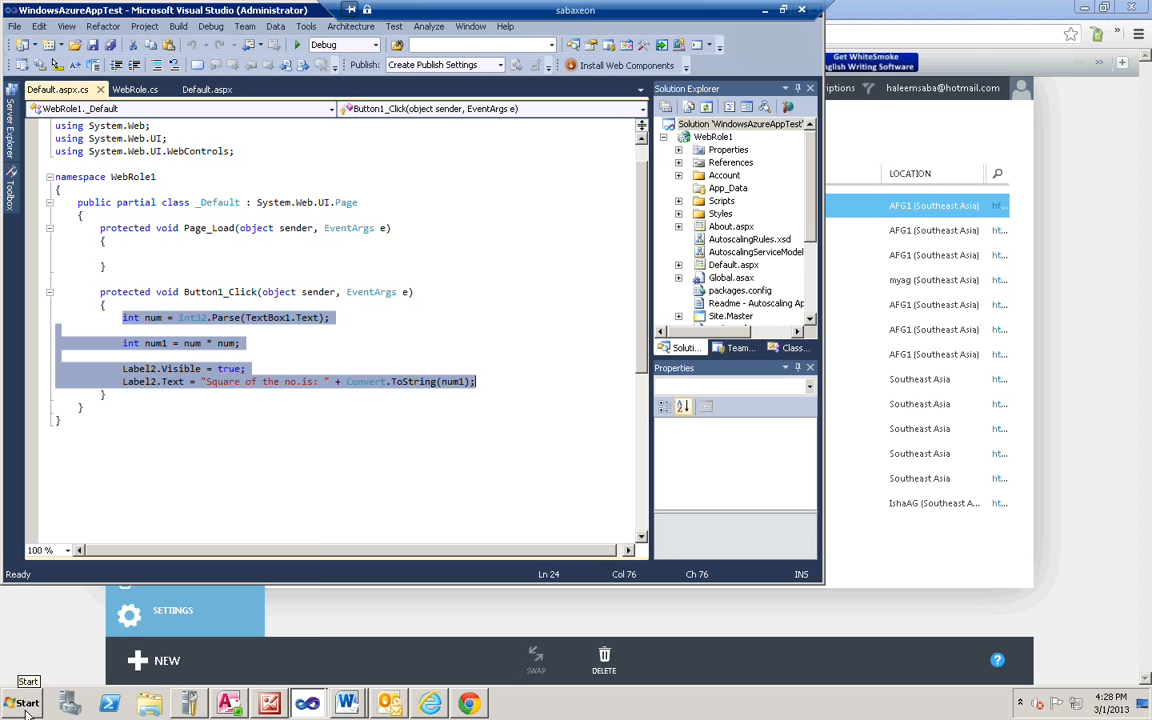 WindowsAzureAppTest - Microsoft Visual Studio (Administrator)
sabaxeon
File Edit View Refactor Project Build Debug Team Data Tools Architecture Test Analyze Window Help
Debug
Publish: Create Publish Settings
Install Web Components
Get WhiteSmoke
English Writing Software
Default.aspx.cs
WebRole.cs
Default.aspx
Solution Explorer
riptions
haleemsaba@hotmail.com
WebRole1._Default
Button1_Click(object sender, EventArgs e)
Server Explorer
Toolbox
using System.Web;
using System.Web.UI;
using System.Web.UI.WebControls;
namespace WebRole1
{
public partial class _Default : System.Web.UI.Page
{
protected void Page_Load(object sender, EventArgs e)
{
}
protected void Button1_Click(object sender, EventArgs e)
{
int num = Int32.Parse(TextBox1.Text);
int num1 = num * num;
Label2.Visible = true;
Label2.Text = "Square of the no.is: " + Convert.ToString(num1);
}
}
}
Solution 'WindowsAzureAppTest'
WebRole1
Properties
References
Account
App_Data
Scripts
Styles
About.aspx
AutoscalingRules.xsd
AutoscalingServiceModel
Default.aspx
Global.asax
packages.config
Readme - Autoscaling Ap
Site.Master
Soluti...
Team...
Class...
Properties
LOCATION
AFG1 (Southeast Asia) ht...
AFG1 (Southeast Asia) ht...
AFG1 (Southeast Asia) ht...
myag (Southeast Asia) ht...
AFG1 (Southeast Asia) ht...
AFG1 (Southeast Asia) ht...
AFG1 (Southeast Asia) ht...
Southeast Asia ht...
Southeast Asia ht...
Southeast Asia ht...
Southeast Asia ht...
IshaAG (Southeast A... ht...
100 %
Ready
Ln 24
Col 76
Ch 76
INS
SETTINGS
NEW
SWAP
DELETE
Start
Start
4:28 PM
3/1/2013